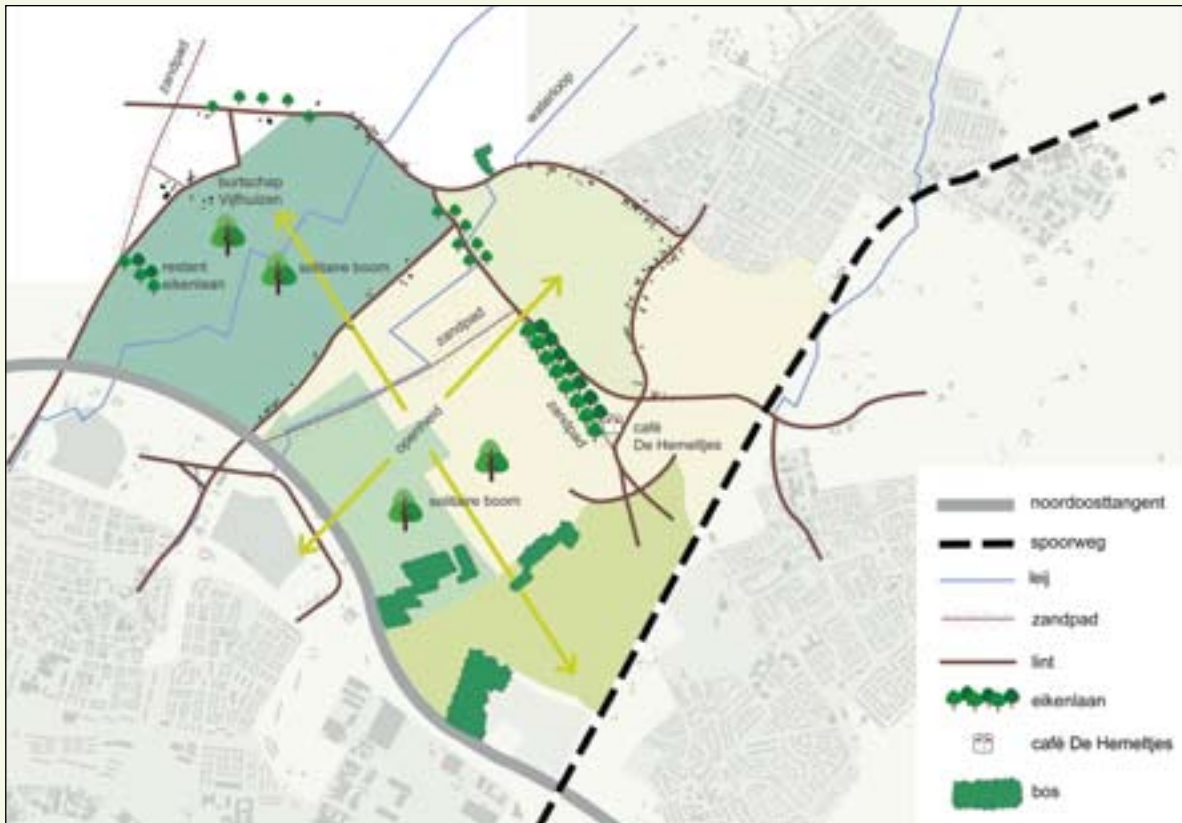 zandpad
waterloop
buurtschap
Vijfhuizen
restant
eikenlaan
solitaire boom
zandpad
openheid
zandpad
café
De Hemeltjes
solitaire boom
noordoosttangent
spoorweg
leij
zandpad
lint
eikenlaan
café De Hemeltjes
bos